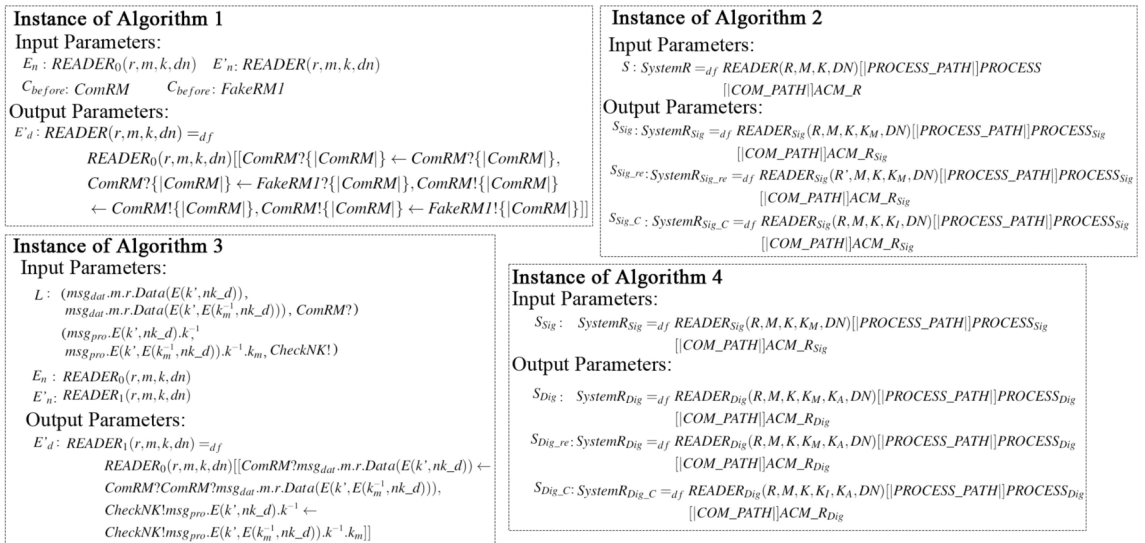 Instance of Algorithm 1
Input Parameters:
E_n : READER_0(r,m,k,dn)   E'_n: READER(r,m,k,dn)
C_before: ComRM   C_before: FakeRM1
Output Parameters:
E'_d : READER(r,m,k,dn) =_df
READER_0(r,m,k,dn)[[ComRM?{|ComRM|} ← ComRM?{|ComRM|},
ComRM?{|ComRM|} ← FakeRM1?{|ComRM|}, ComRM!{|ComRM|}
← ComRM!{|ComRM|}, ComRM!{|ComRM|} ← FakeRM1!{|ComRM|}]]
Instance of Algorithm 2
Input Parameters:
S : SystemR =_df READER(R,M,K,DN)[|PROCESS_PATH|]PROCESS
[|COM_PATH|]ACM_R
Output Parameters:
S_Sig : SystemR_Sig =_df READER_Sig(R,M,K,K_M,DN)[|PROCESS_PATH|]PROCESS_Sig
[|COM_PATH|]ACM_R_Sig
S_Sig_re : SystemR_Sig_re =_df READER_Sig(R',M,K,K_M,DN)[|PROCESS_PATH|]PROCESS_Sig
[|COM_PATH|]ACM_R_Sig
S_Sig_C : SystemR_Sig_C =_df READER_Sig(R,M,K,K_I,DN)[|PROCESS_PATH|]PROCESS_Sig
[|COM_PATH|]ACM_R_Sig
Instance of Algorithm 3
Input Parameters:
L : (msg_dat.m.r.Data(E(k',nk_d)),
msg_dat.m.r.Data(E(k',E(k_m^{-1},nk_d))), ComRM?)
(msg_pro.E(k',nk_d).k^{-1}
msg_pro.E(k',E(k_m^{-1},nk_d)).k^{-1}.k_m, CheckNK!)
E_n : READER_0(r,m,k,dn)
E'_n: READER_1(r,m,k,dn)
Output Parameters:
E'_d : READER_1(r,m,k,dn) =_df
READER_0(r,m,k,dn)[[ComRM?msg_dat.m.r.Data(E(k',nk_d)) ←
ComRM?ComRM?msg_dat.m.r.Data(E(k',E(k_m^{-1},nk_d))),
CheckNK!msg_pro.E(k',nk_d).k^{-1} ←
CheckNK!msg_pro.E(k',E(k_m^{-1},nk_d)).k^{-1}.k_m]]
Instance of Algorithm 4
Input Parameters:
S_Sig : SystemR_Sig =_df READER_Sig(R,M,K,K_M,DN)[|PROCESS_PATH|]PROCESS_Sig
[|COM_PATH|]ACM_R_Sig
Output Parameters:
S_Dig : SystemR_Dig =_df READER_Dig(R,M,K,K_M,K_A,DN)[|PROCESS_PATH|]PROCESS_Dig
[|COM_PATH|]ACM_R_Dig
S_Dig_re : SystemR_Dig =_df READER_Dig(R,M,K,K_M,K_A,DN)[|PROCESS_PATH|]PROCESS_Dig
[|COM_PATH|]ACM_R_Dig
S_Dig_C : SystemR_Dig_C =_df READER_Dig(R,M,K,K_I,K_A,DN)[|PROCESS_PATH|]PROCESS_Dig
[|COM_PATH|]ACM_R_Dig